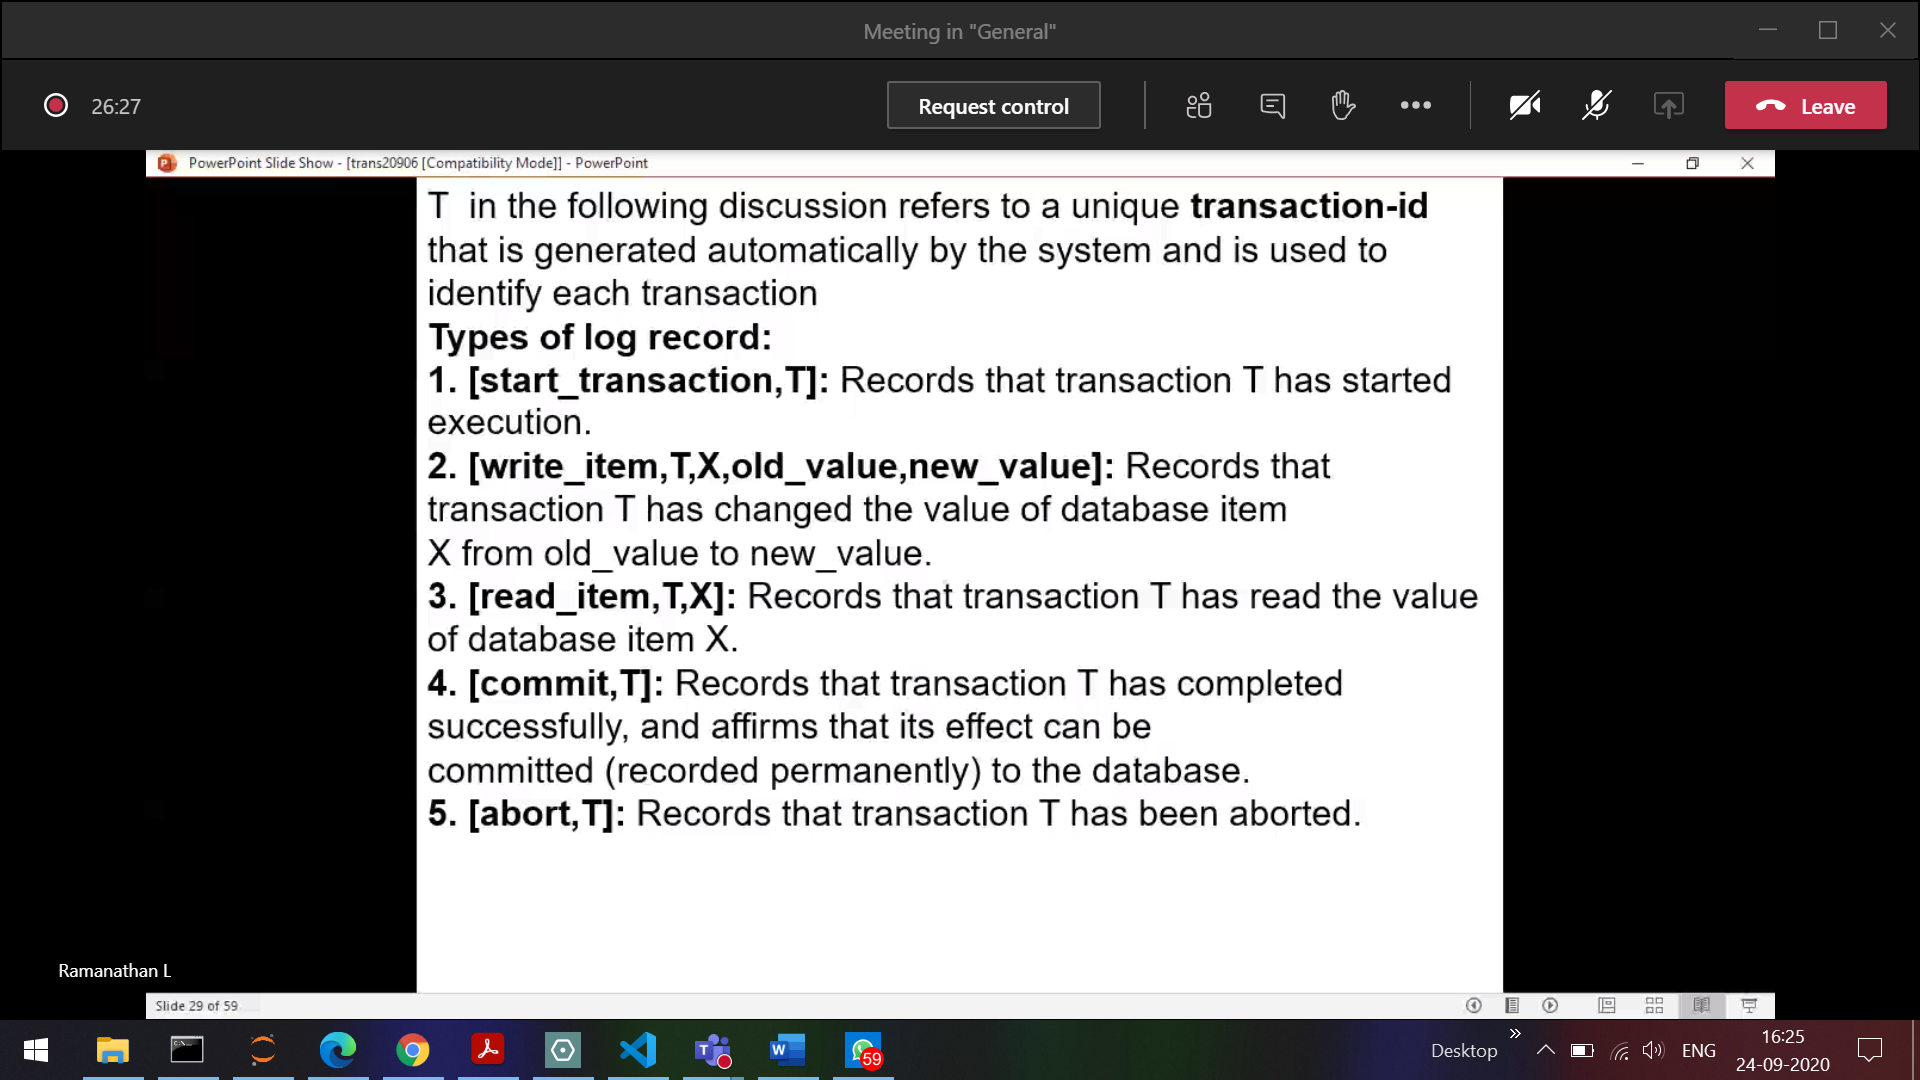 Meeting in "General"
26:27
Request control
Leave
PowerPoint Slide Show - [trans20906 [Compatibility Mode]] - PowerPoint
T in the following discussion refers to a unique transaction-id
that is generated automatically by the system and is used to
identify each transaction
Types of log record:
1. [start_transaction,T]: Records that transaction T has started
execution.
2. [write_item,T,X,old_value,new_value]: Records that
transaction T has changed the value of database item
X from old_value to new_value.
3. [read_item,T,X]: Records that transaction T has read the value
of database item X.
4. [commit,T]: Records that transaction T has completed
successfully, and affirms that its effect can be
committed (recorded permanently) to the database.
5. [abort,T]: Records that transaction T has been aborted.
Ramanathan L
Slide 29 of 59
59
Desktop
ENG
16:25
24-09-2020